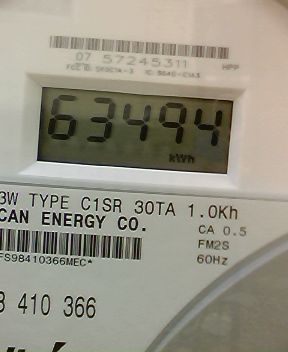 07 57245311
HPP
63494
kWh
3W TYPE C1SR 30TA 1.0Kh
CAN ENERGY CO.
CA 0.5
FM2S
60Hz
FS98410366MEC*
410 366